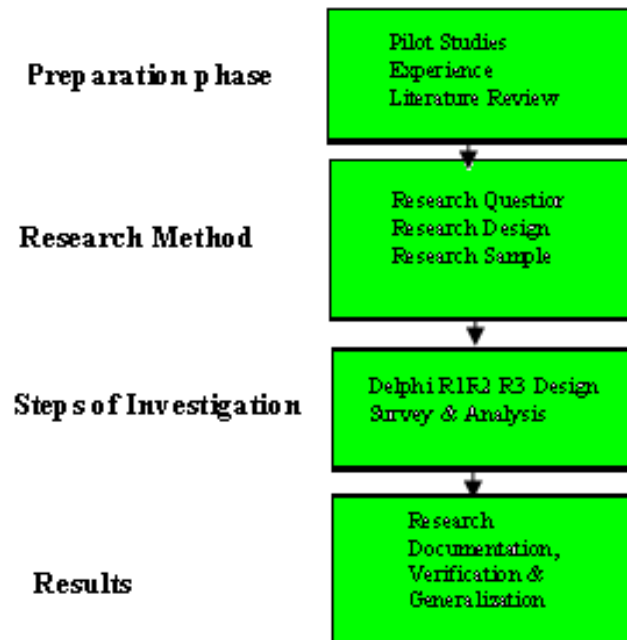 Preparation phase
Pilot Studies
Experience
Literature Review
Research Method
Research Question
Research Design
Research Sample
Steps of Investigation
Delphi R1R2 R3 Design
Survey & Analysis
Results
Research
Documentation,
Verification &
Generalization